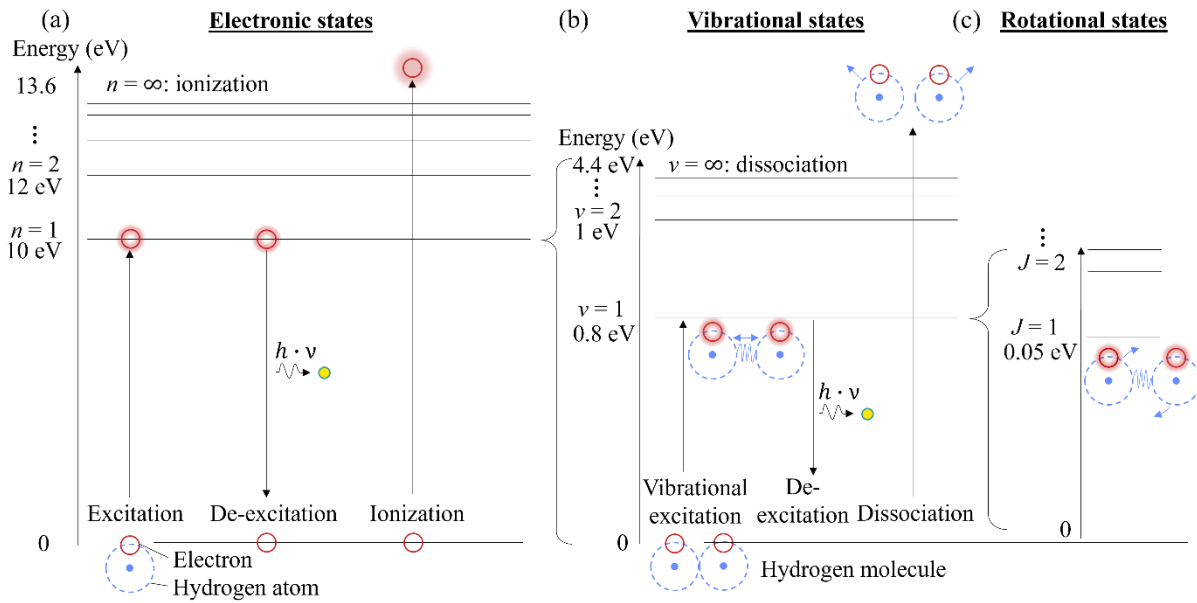 (a)
Electronic states
Energy (eV)
13.6
n = ∞: ionization
⋮
n = 2
12 eV
n = 1
10 eV
h · ν
Excitation
De-excitation
Ionization
0
Electron
Hydrogen atom
(b)
Vibrational states
Energy (eV)
4.4 eV
v = ∞: dissociation
⋮
v = 2
1 eV
v = 1
0.8 eV
h · ν
Vibrational
excitation
De-
excitation
Dissociation
0
Hydrogen molecule
(c)
Rotational states
⋮
J = 2
J = 1
0.05 eV
0